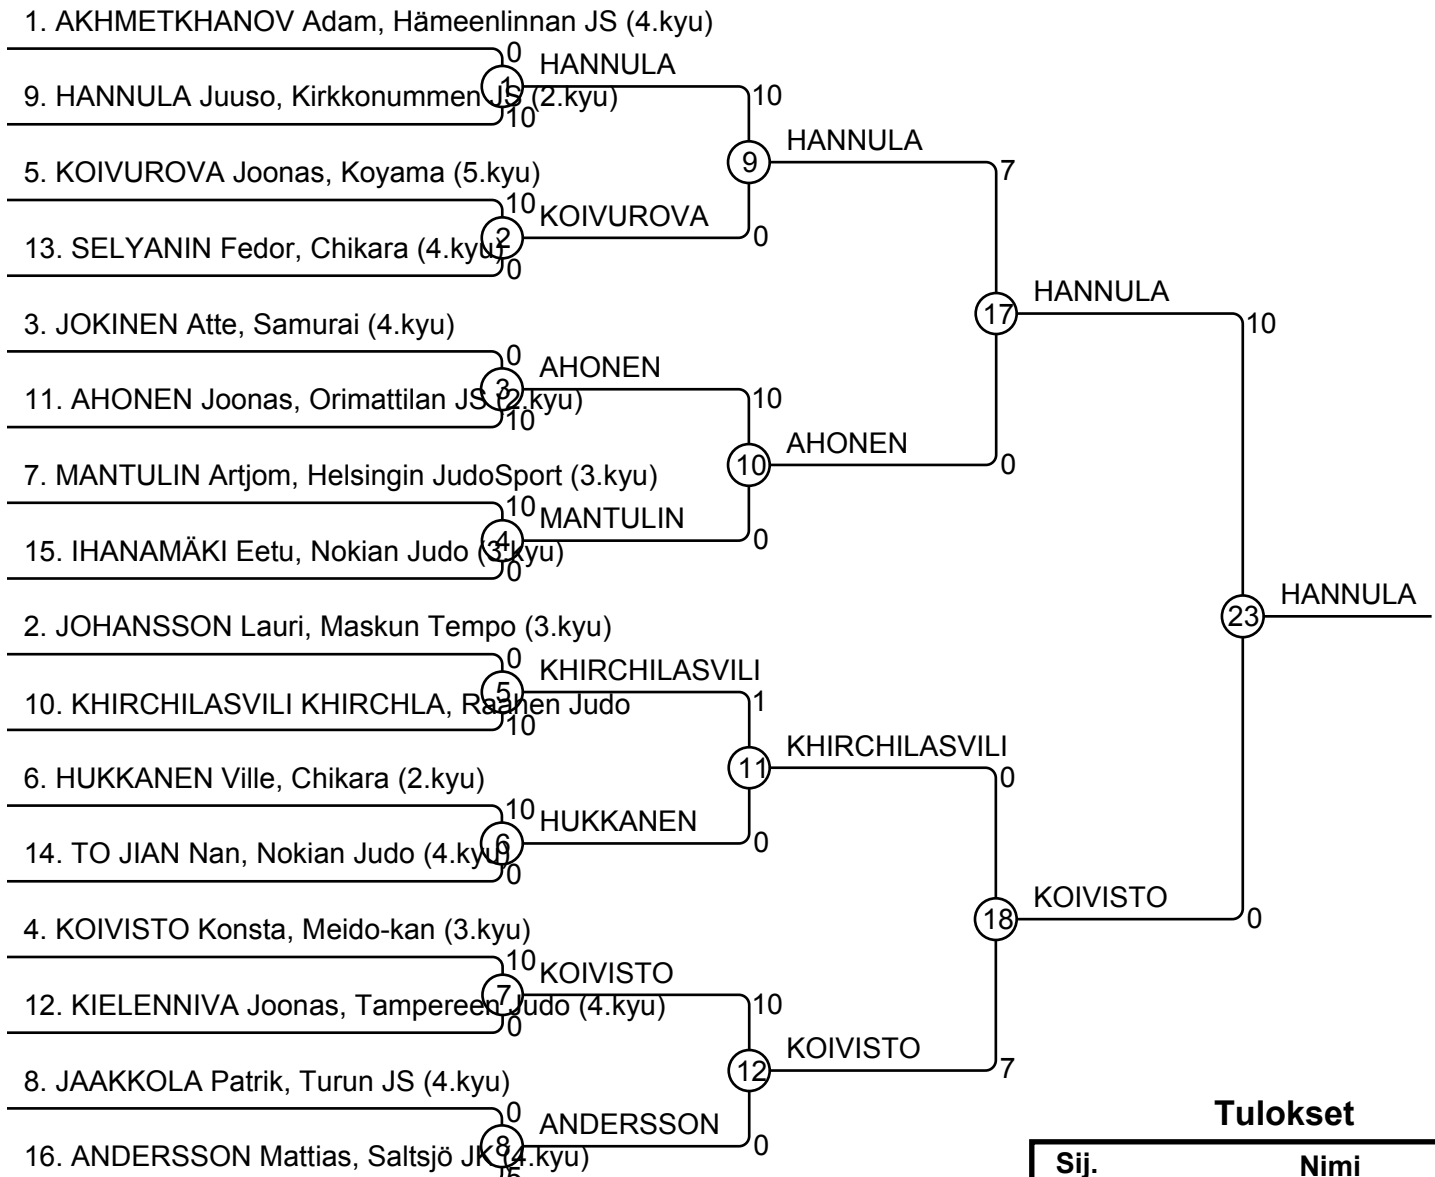 1. AKHMETKHANOV Adam, Hämeenlinnan JS (4.kyu)
0
HANNULA
1
10
9. HANNULA Juuso, Kirkkonummen JS (2.kyu)
10
HANNULA
9
7
5. KOIVUROVA Joonas, Koyama (5.kyu)
10
KOIVUROVA
2
0
13. SELYANIN Fedor, Chikara (4.kyu)
0
HANNULA
17
10
3. JOKINEN Atte, Samurai (4.kyu)
0
AHONEN
3
10
11. AHONEN Joonas, Orimattilan JS (2.kyu)
10
AHONEN
10
0
7. MANTULIN Artjom, Helsingin JudoSport (3.kyu)
10
MANTULIN
4
0
15. IHANAMÄKI Eetu, Nokian Judo (3.kyu)
0
HANNULA
23
2. JOHANSSON Lauri, Maskun Tempo (3.kyu)
0
KHIRCHILASVILI
5
1
10. KHIRCHILASVILI KHIRCHLA, Raahen Judo
10
KHIRCHILASVILI
11
0
6. HUKKANEN Ville, Chikara (2.kyu)
10
HUKKANEN
6
0
14. TO JIAN Nan, Nokian Judo (4.kyu)
0
KOIVISTO
18
0
4. KOIVISTO Konsta, Meido-kan (3.kyu)
10
KOIVISTO
7
10
12. KIELENNIVA Joonas, Tampereen Judo (4.kyu)
0
KOIVISTO
12
7
8. JAAKKOLA Patrik, Turun JS (4.kyu)
0
ANDERSSON
8
0
16. ANDERSSON Mattias, Saltsjö JK (4.kyu)
Tulokset
Sij. Nimi